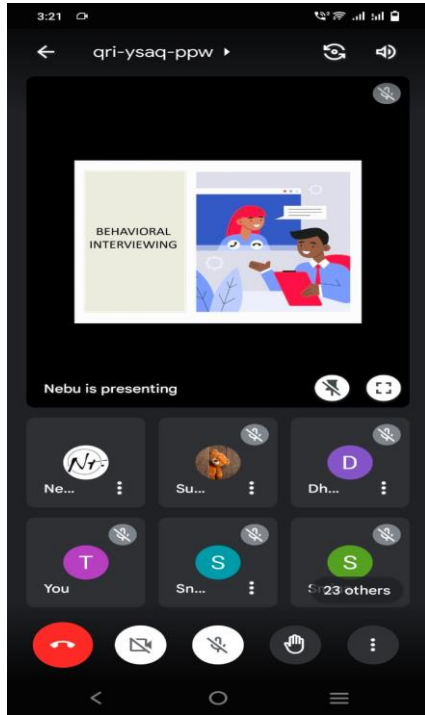 3:21
qri-ysaq-ppw
BEHAVIORAL
INTERVIEWING
Nebu is presenting
Ne...
Su...
D
Dh...
T
You
S
Sn...
S
23 others